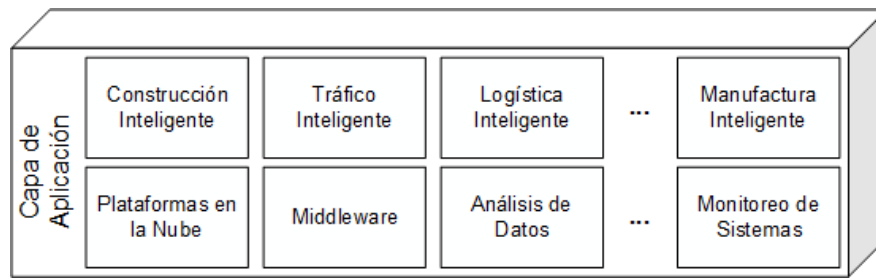 Capa de
Aplicación
Construcción
Inteligente
Tráfico
Inteligente
Logística
Inteligente
...
Manufactura
Inteligente
Plataformas en
la Nube
Middleware
Análisis de
Datos
...
Monitoreo de
Sistemas